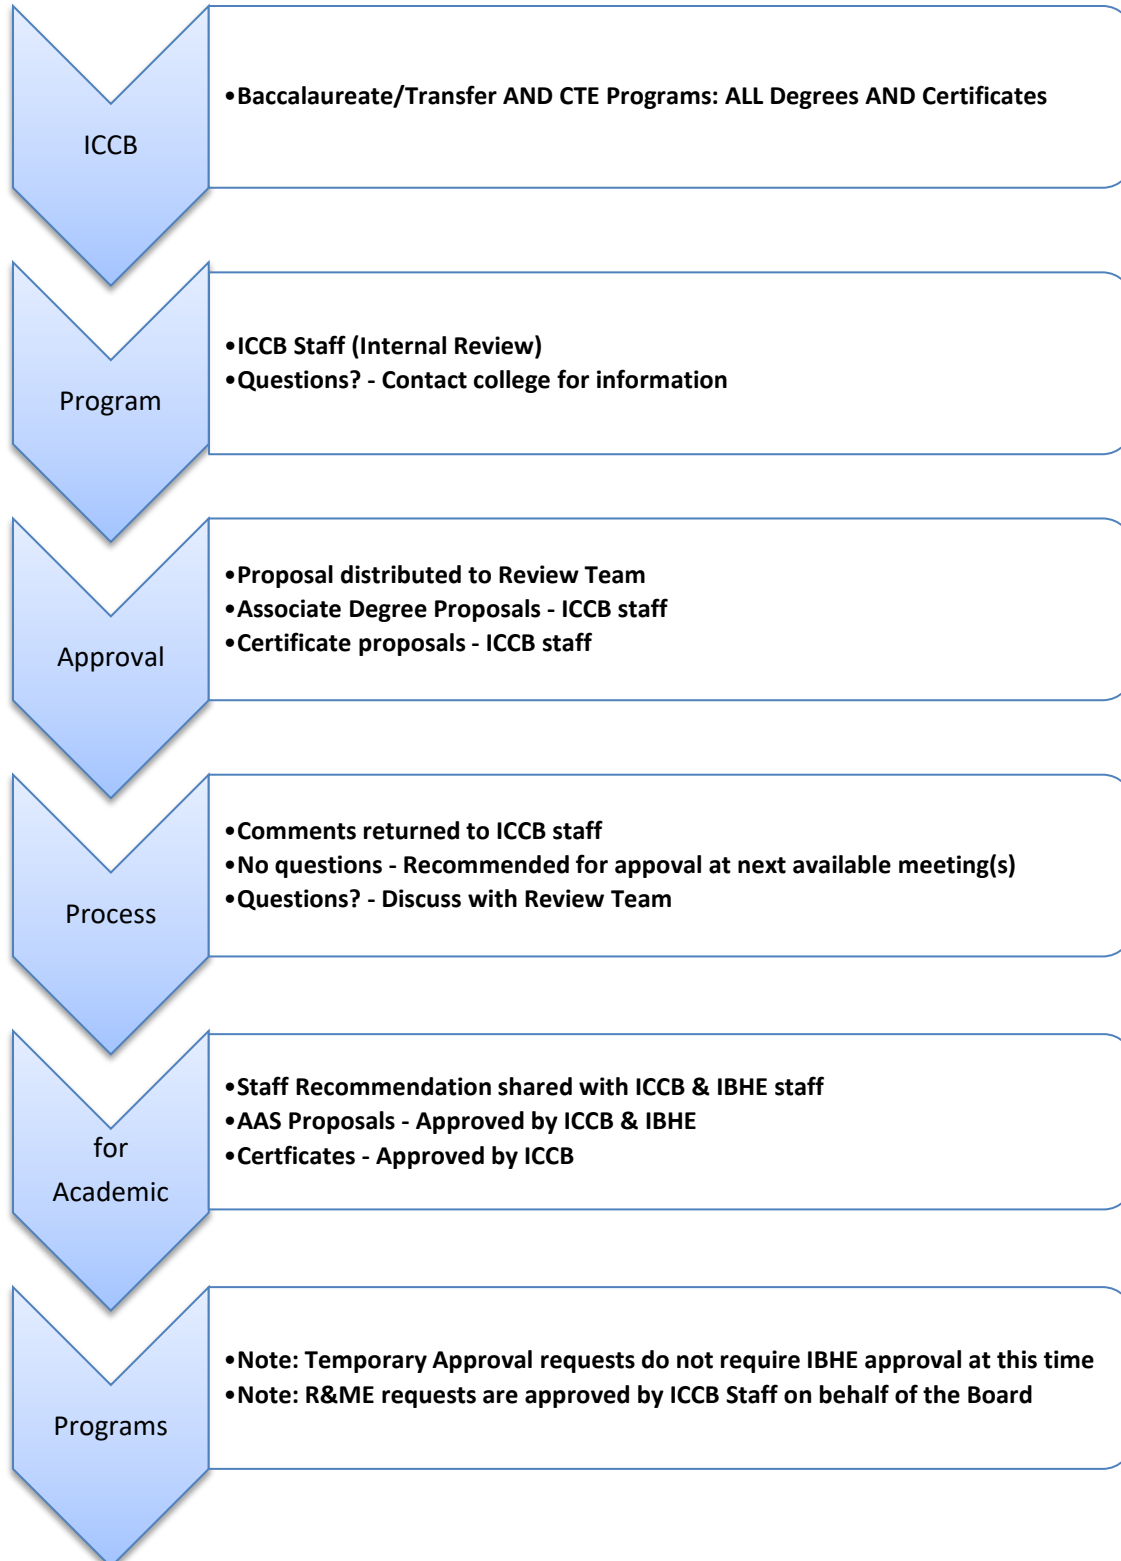 ICCB
•Baccalaureate/Transfer AND CTE Programs: ALL Degrees AND Certificates
Program
•ICCB Staff (Internal Review)
•Questions? - Contact college for information
Approval
•Proposal distributed to Review Team
•Associate Degree Proposals - ICCB staff
•Certificate proposals - ICCB staff
Process
•Comments returned to ICCB staff
•No questions - Recommended for appoval at next available meeting(s)
•Questions? - Discuss with Review Team
for
Academic
•Staff Recommendation shared with ICCB & IBHE staff
•AAS Proposals - Approved by ICCB & IBHE
•Certficates - Approved by ICCB
Programs
•Note: Temporary Approval requests do not require IBHE approval at this time
•Note: R&ME requests are approved by ICCB Staff on behalf of the Board